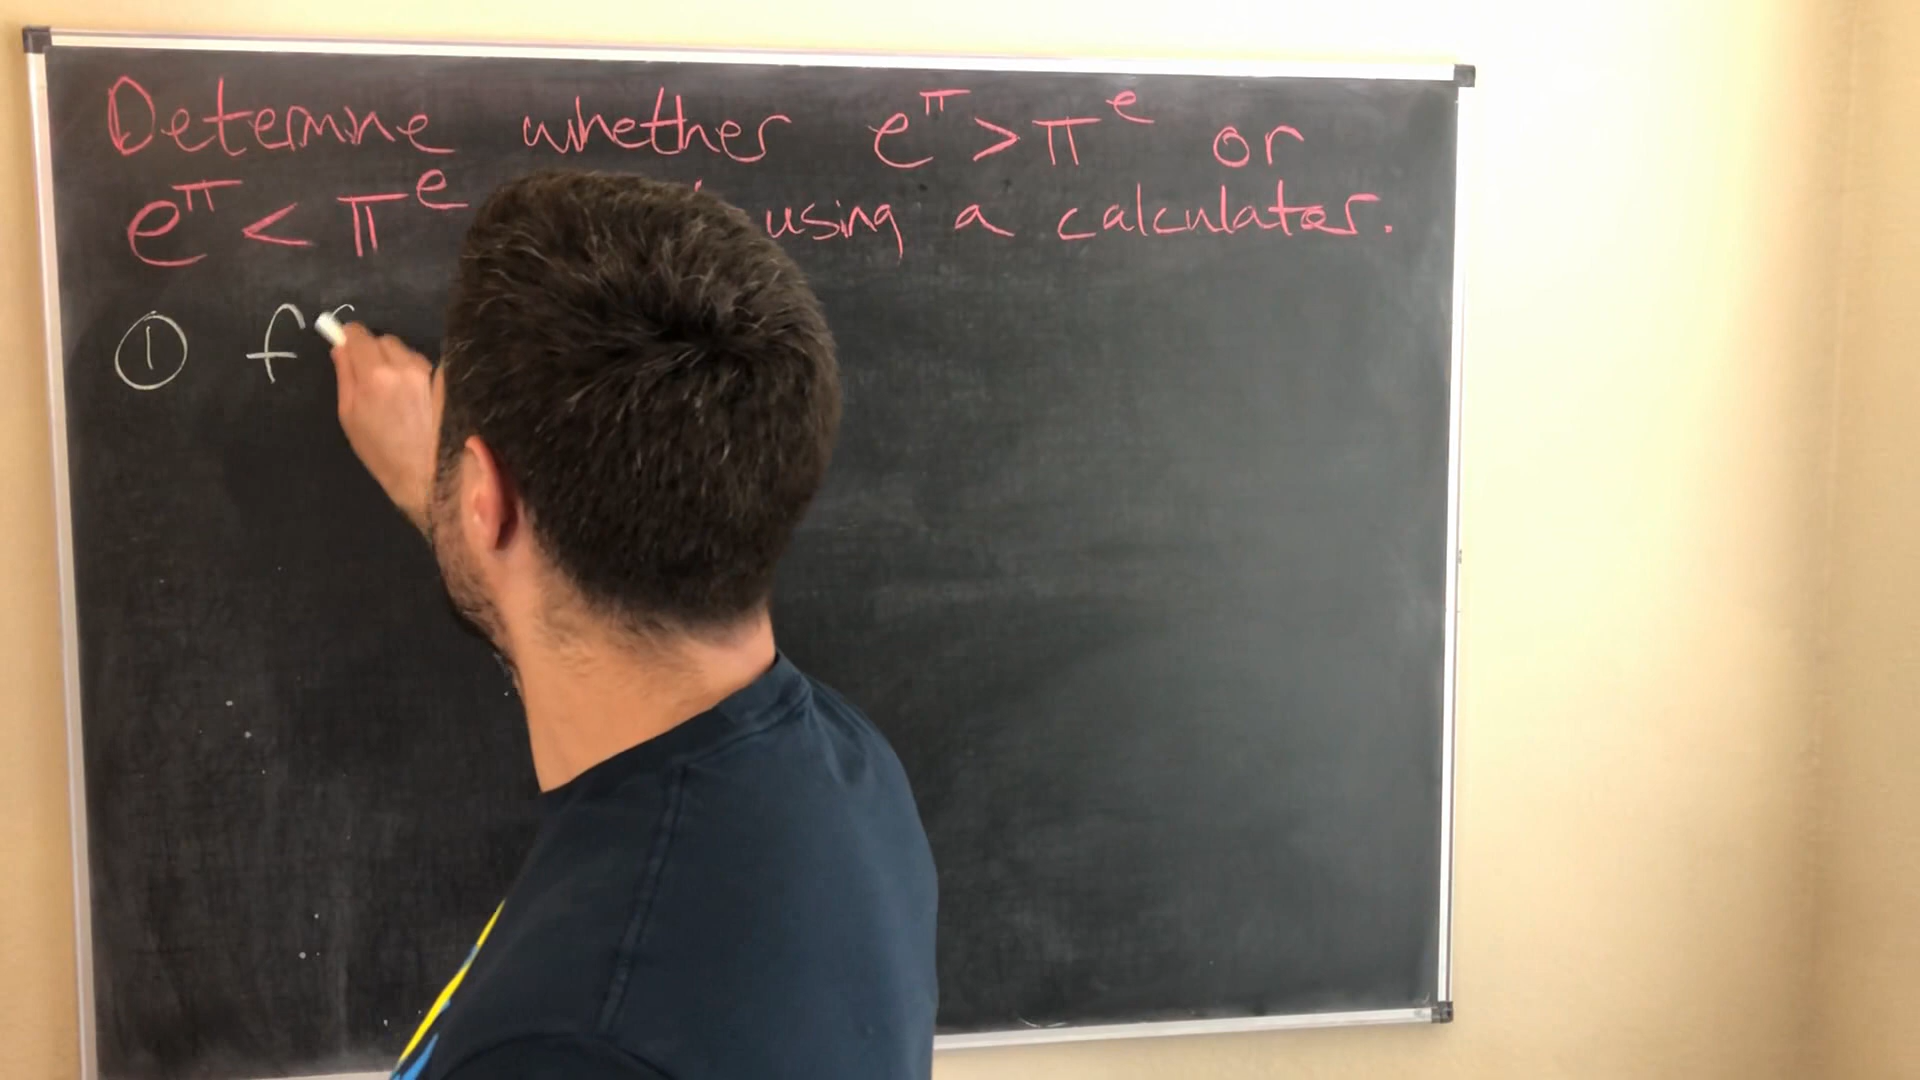 Determine whether e^π > π^e or
e^π < π^e using a calculator.
① f